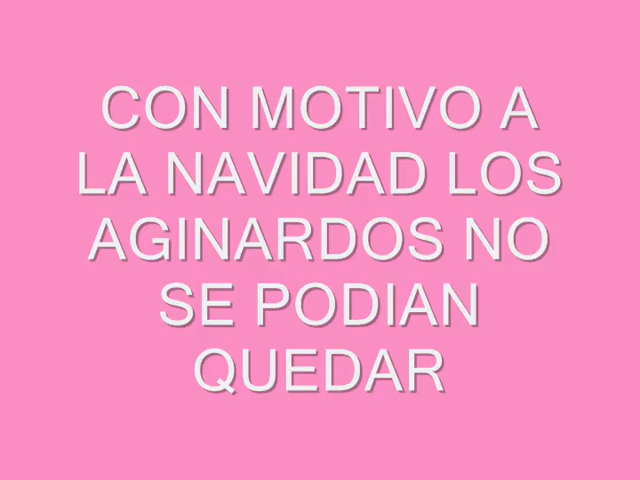 CON MOTIVO A
LA NAVIDAD LOS
AGINARDOS NO
SE PODIAN
QUEDAR